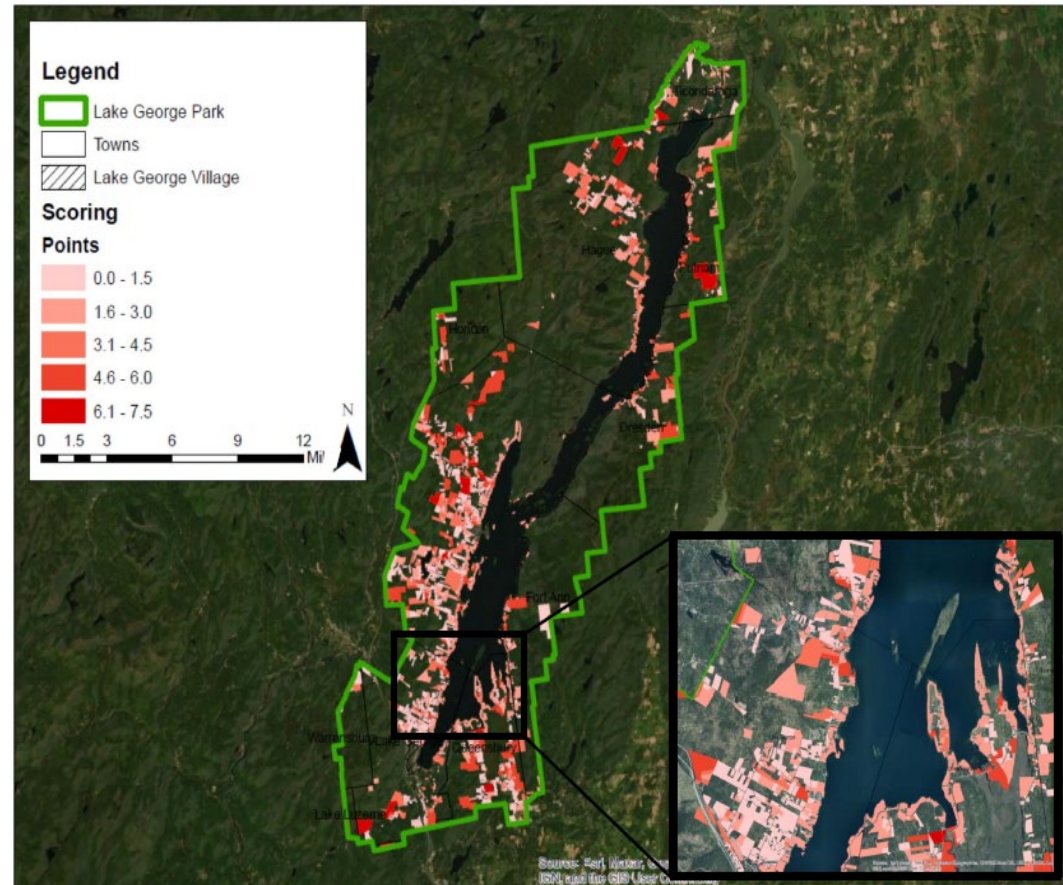 Legend
Lake George Park
Towns
Lake George Village
Scoring
Points
0.0 - 1.5
1.6 - 3.0
3.1 - 4.5
4.6 - 6.0
6.1 - 7.5
N
0 1.5 3 6 9 12
Mi
Ticonderoga
Hague
Putnam
Horicon
Dresden
Fort Ann
Warrensburg
Queensbury
Lake Luzerne
Source: Esri, Maxar,
IGN, and the GIS User